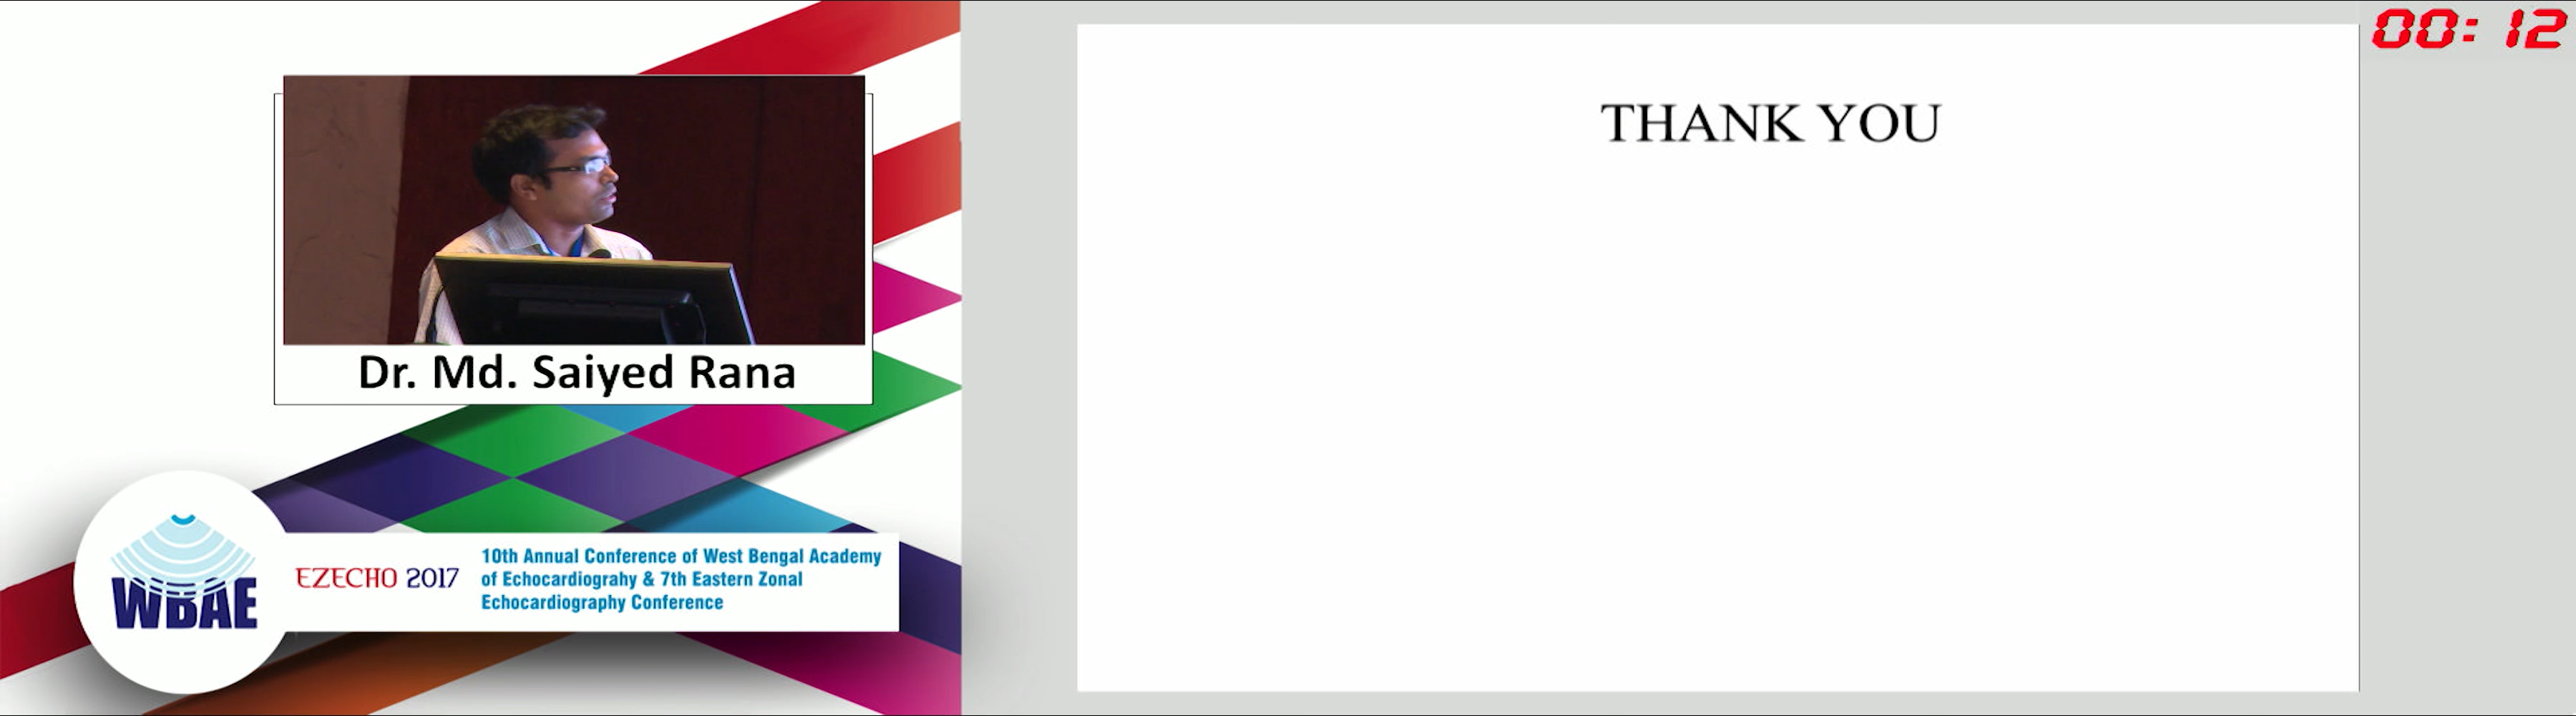 00: 12
THANK YOU
Dr. Md. Saiyed Rana
WBAE
EZECHO 2017
10th Annual Conference of West Bengal Academy
of Echocardiograhy & 7th Eastern Zonal
Echocardiography Conference